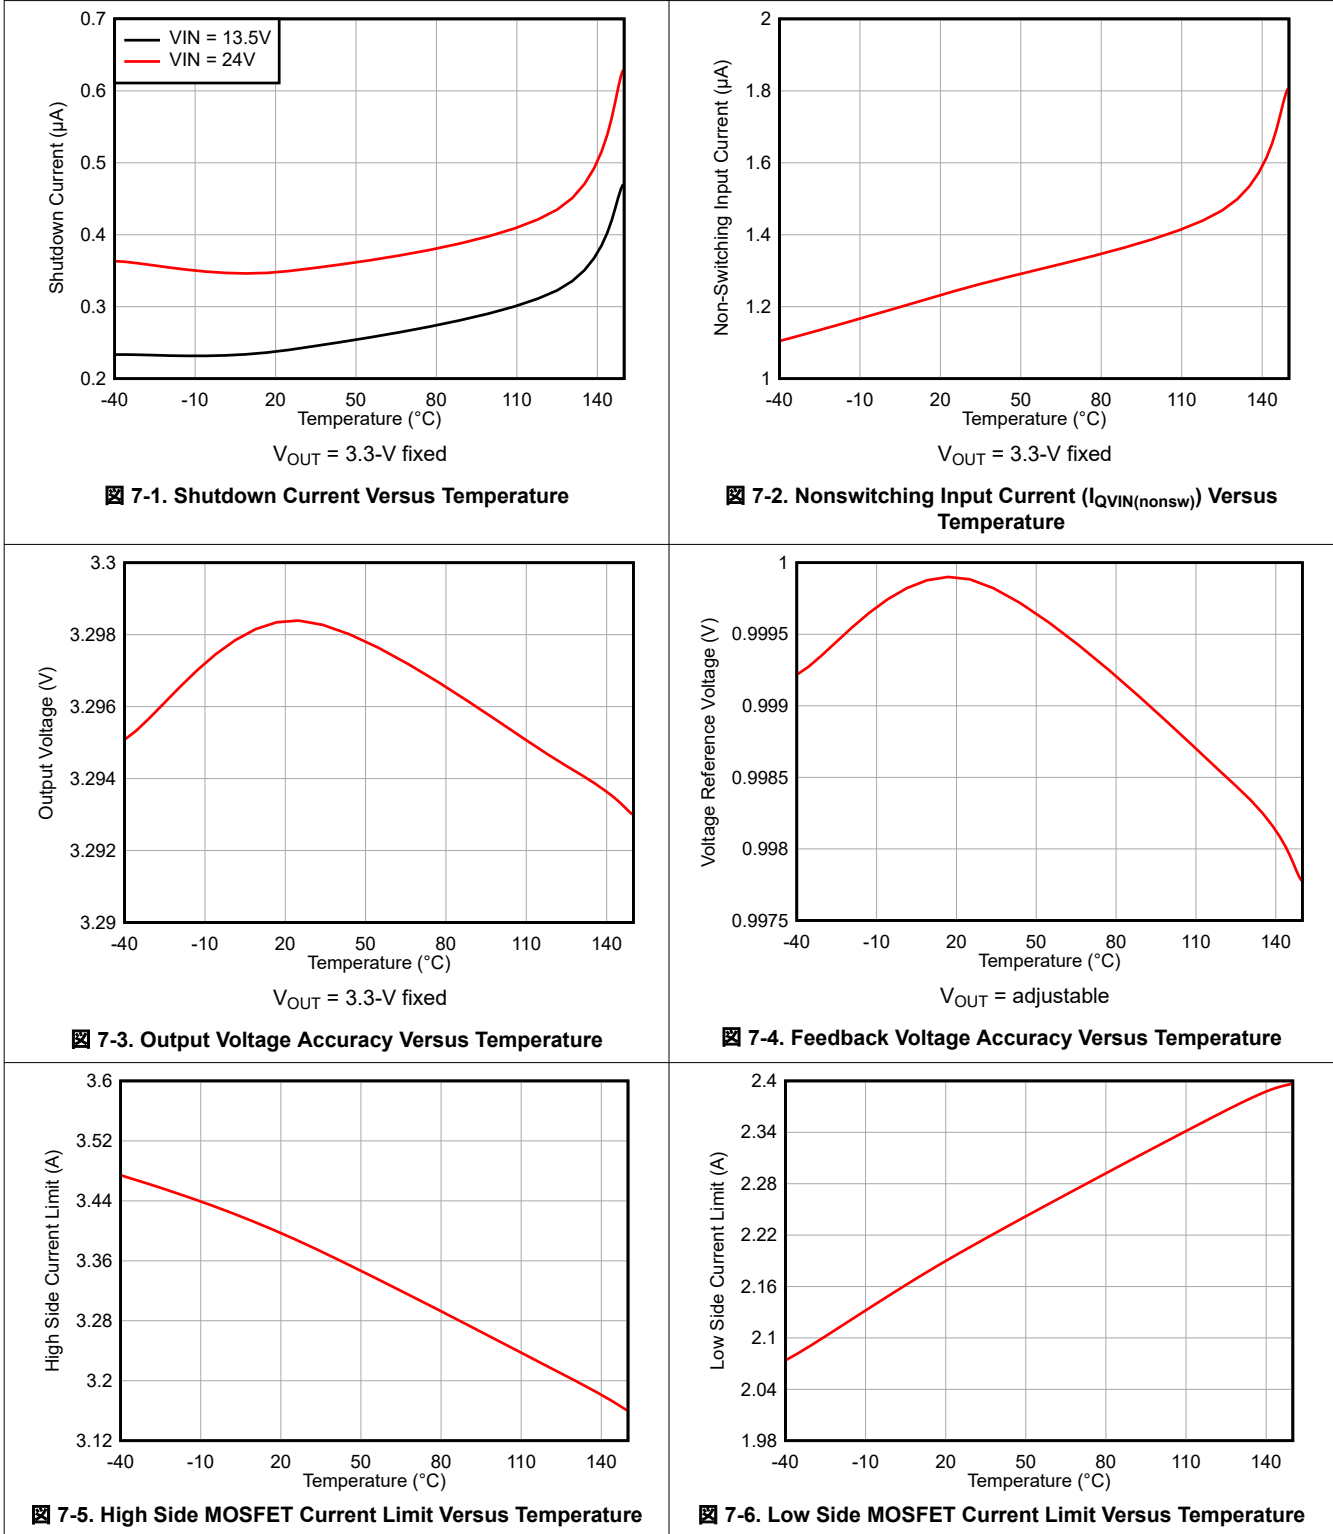 0.7
0.6
0.5
0.4
0.3
0.2
-40 -10 20 50 80 110 140
Shutdown Current (µA)
VIN = 13.5V
VIN = 24V
Temperature (°C)
VOUT = 3.3-V fixed
図 7-1. Shutdown Current Versus Temperature
2
1.8
1.6
1.4
1.2
1
-40 -10 20 50 80 110 140
Non-Switching Input Current (µA)
Temperature (°C)
VOUT = 3.3-V fixed
図 7-2. Nonswitching Input Current (IQVIN(nonsw)) Versus
Temperature
3.3
3.298
3.296
3.294
3.292
3.29
-40 -10 20 50 80 110 140
Output Voltage (V)
Temperature (°C)
VOUT = 3.3-V fixed
図 7-3. Output Voltage Accuracy Versus Temperature
1
0.9995
0.999
0.9985
0.998
0.9975
-40 -10 20 50 80 110 140
Voltage Reference Voltage (V)
Temperature (°C)
VOUT = adjustable
図 7-4. Feedback Voltage Accuracy Versus Temperature
3.6
3.52
3.44
3.36
3.28
3.2
3.12
-40 -10 20 50 80 110 140
High Side Current Limit (A)
Temperature (°C)
図 7-5. High Side MOSFET Current Limit Versus Temperature
2.4
2.34
2.28
2.22
2.16
2.1
2.04
1.98
-40 -10 20 50 80 110 140
Low Side Current Limit (A)
Temperature (°C)
図 7-6. Low Side MOSFET Current Limit Versus Temperature